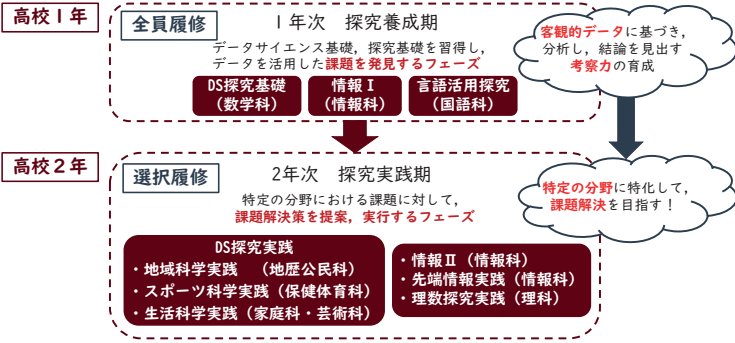 高校１年
全員履修
１年次　探究養成期
データサイエンス基礎，探究基礎を習得し，
データを活用した課題を発見するフェーズ
DS探究基礎
（数学科）
情報Ⅰ
（情報科）
言語活用探究
（国語科）
客観的データに基づき，
分析し，結論を見出す
考察力の育成
高校２年
選択履修
２年次　探究実践期
特定の分野における課題に対して，
課題解決策を提案，実行するフェーズ
DS探究実践
・地域科学実践　（地歴公民科）
・スポーツ科学実践（保健体育科）
・生活科学実践（家庭科・芸術科）
・情報Ⅱ（情報科）
・先端情報実践（情報科）
・理数探究実践（理科）
特定の分野に特化して，
課題解決を目指す！